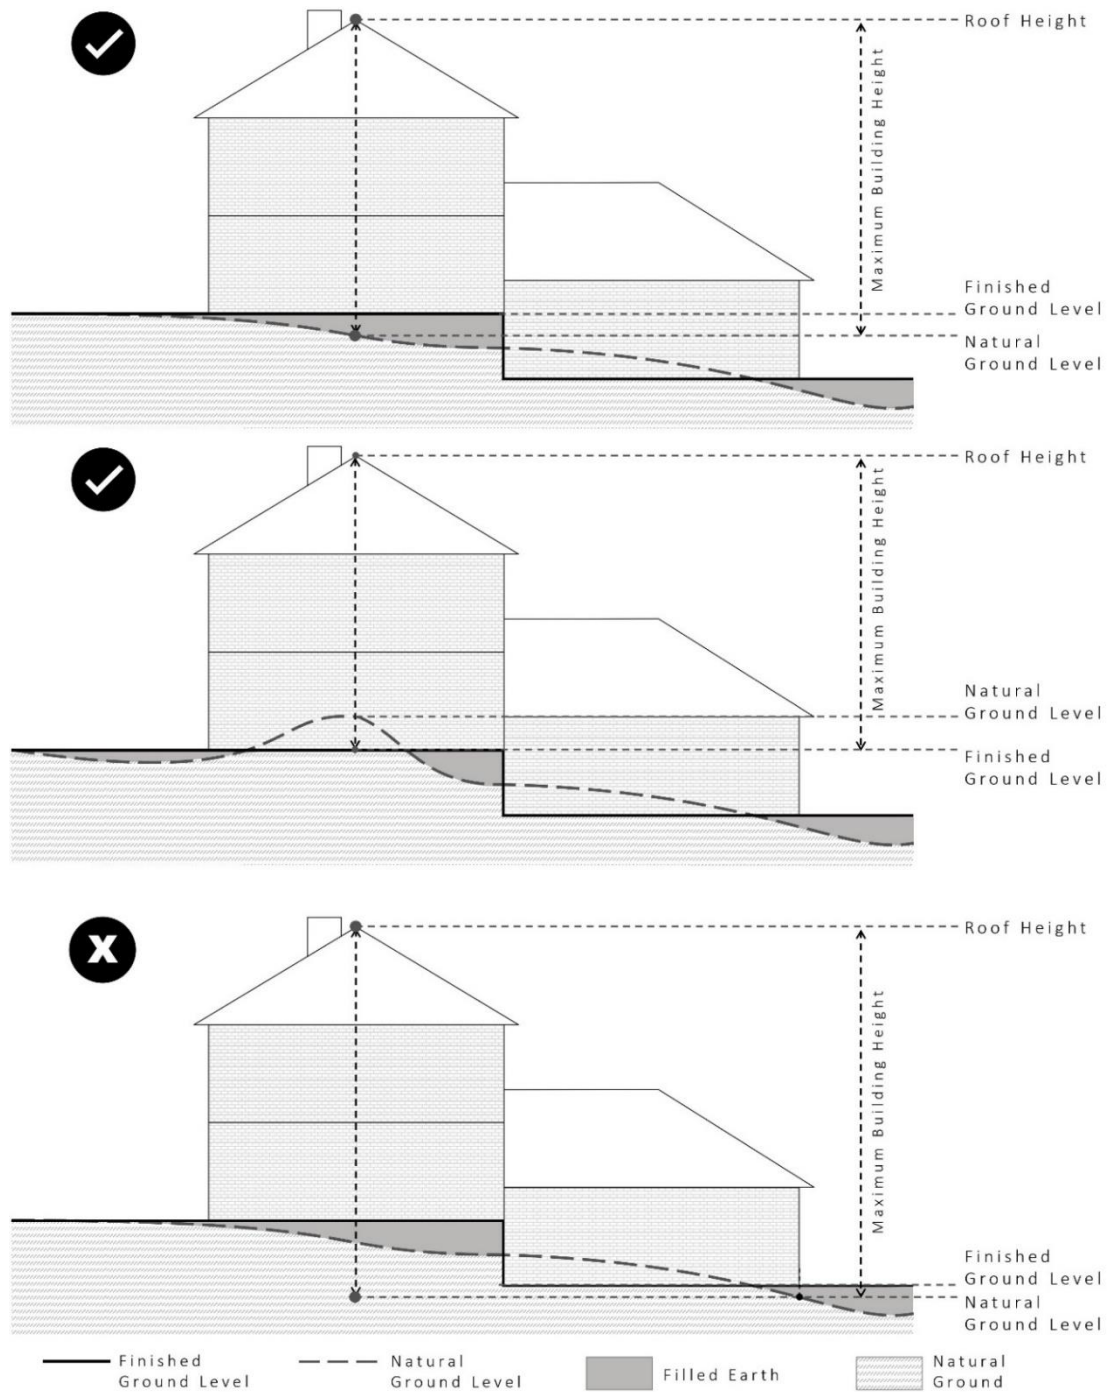 Roof Height
Maximum Building Height
Finished
Ground Level
Natural
Ground Level
Roof Height
Maximum Building Height
Natural
Ground Level
Finished
Ground Level
X
Roof Height
Maximum Building Height
Finished
Ground Level
Natural
Ground Level
Finished
Ground Level
Natural
Ground Level
Filled Earth
Natural
Ground